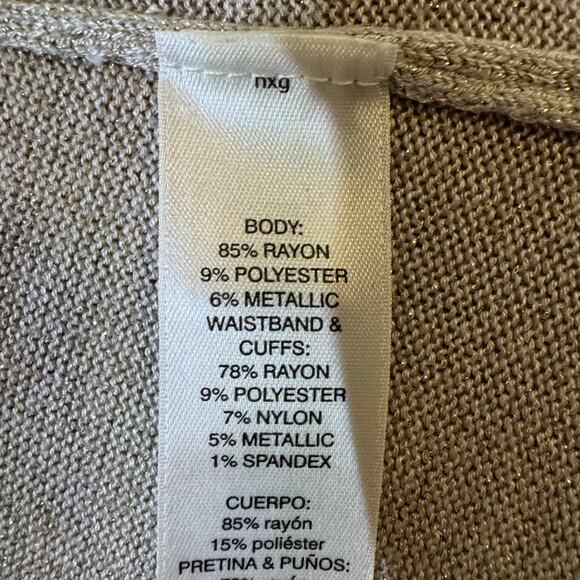 nxg
BODY:
85% RAYON
9% POLYESTER
6% METALLIC
WAISTBAND &
CUFFS:
78% RAYON
9% POLYESTER
7% NYLON
5% METALLIC
1% SPANDEX
CUERPO:
85% rayón
15% poliéster
PRETINA & PUÑOS: